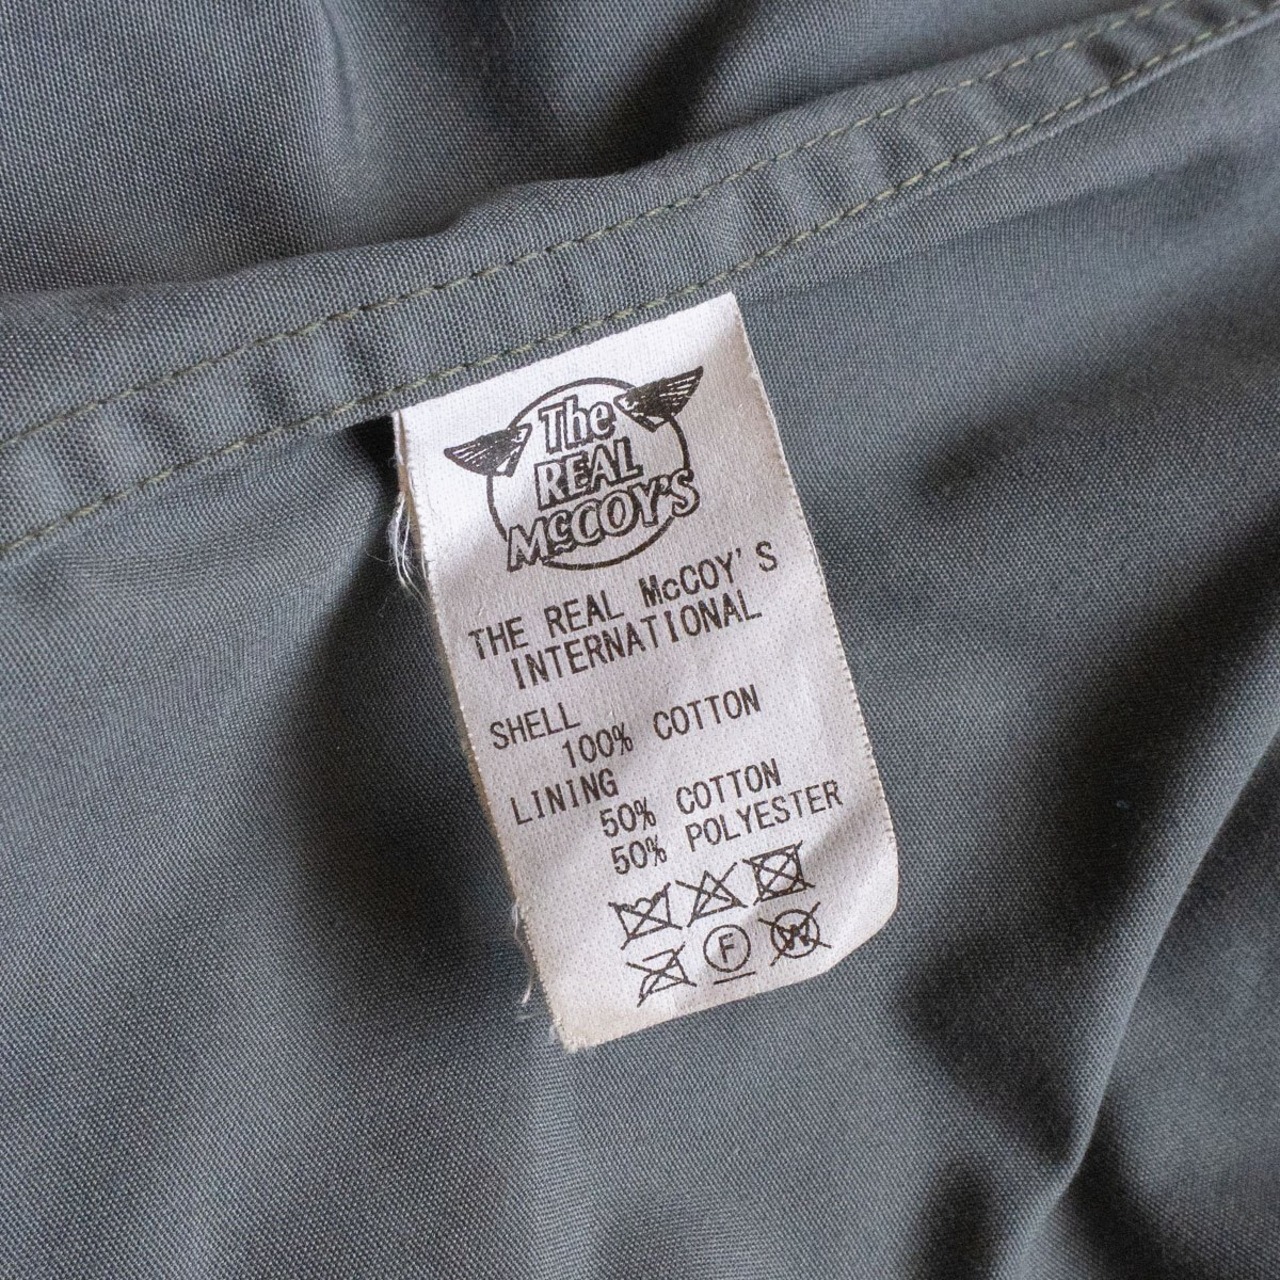 The
REAL
McCOY'S
THE REAL McCOY'S
INTERNATIONAL
SHELL
100% COTTON
LINING
50% COTTON
50% POLYESTER
F
W